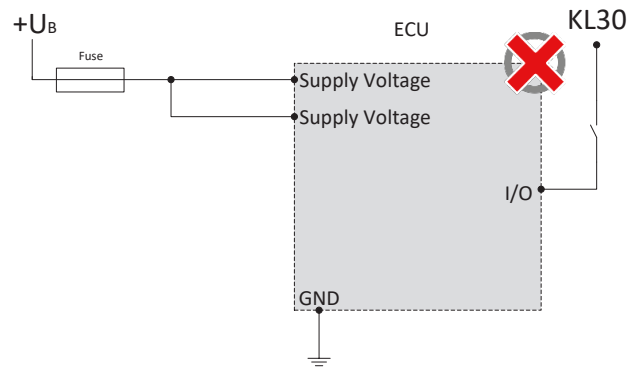 +UB
Fuse
ECU
KL30
Supply Voltage
Supply Voltage
I/O
GND